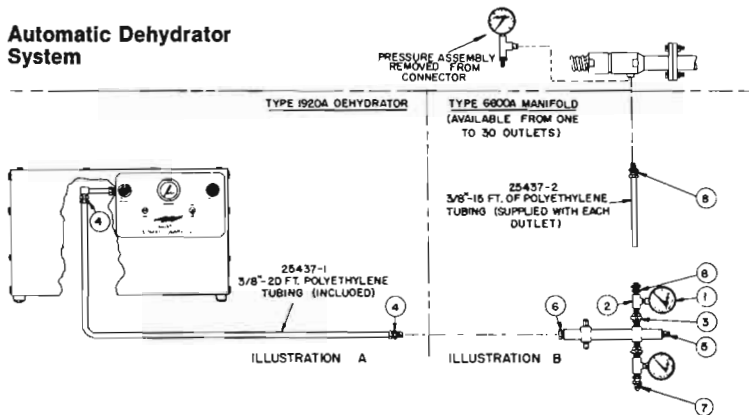 Automatic Dehydrator
System
PRESSURE ASSEMBLY
REMOVED FROM
CONNECTOR
TYPE 1920A DEHYDRATOR
TYPE 6600A MANIFOLD
(AVAILABLE FROM ONE
TO 30 OUTLETS)
4
25437-2
3/8"-15 FT. OF POLYETHYLENE
TUBING (SUPPLIED WITH EACH
OUTLET)
8
25437-1
3/8"-20 FT. POLYETHYLENE
TUBING (INCLUDED)
4
8
2
1
6
3
5
7
ILLUSTRATION A
ILLUSTRATION B